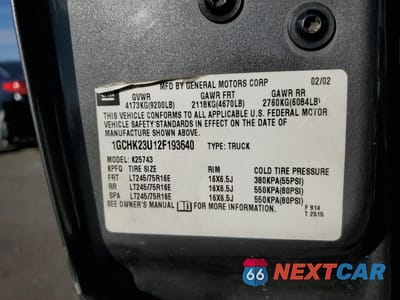 MFD BY GENERAL MOTORS CORP 02/02
GVWR GAWR FRT GAWR RR
4173KG(9200LB) 2118KG(4670LB) 2760KG(6084LB)
THIS VEHICLE CONFORMS TO ALL APPLICABLE U.S. FEDERAL MOTOR
VEHICLE SAFETY STANDARDS IN EFFECT ON THE DATE OF
MANUFACTURE SHOWN ABOVE.
1GCHK23U12F193640 TYPE: TRUCK
MODEL: K25743
KPFQ TIRE SIZE RIM COLD TIRE PRESSURE
FRT LT245/75R16E 16X6.5J 380KPA(55PSI)
RR LT245/75R16E 16X6.5J 550KPA(80PSI)
SPA LT245/75R16E 16X6.5J 550KPA(80PSI)
SEE OWNER'S MANUAL FOR MORE INFORMATION. F 914
T 2515
66 NEXTCAR